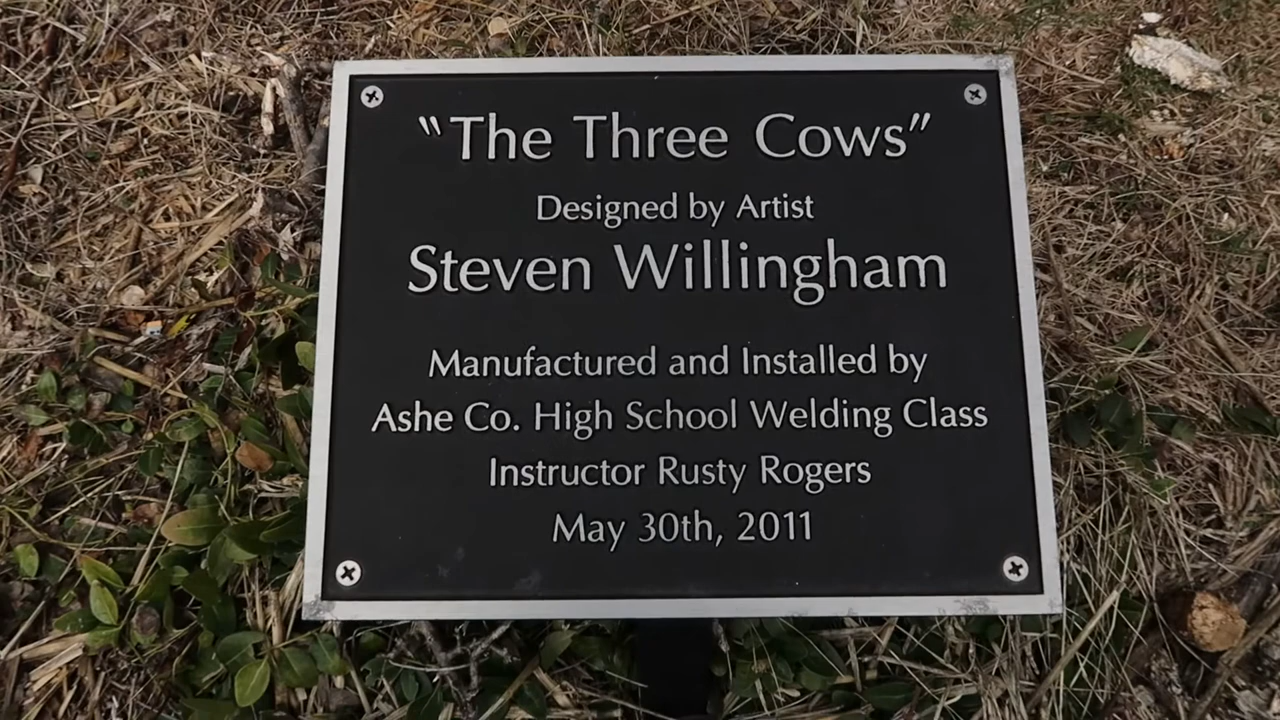 "The Three Cows"
Designed by Artist
Steven Willingham
Manufactured and Installed by
Ashe Co. High School Welding Class
Instructor Rusty Rogers
May 30th, 2011